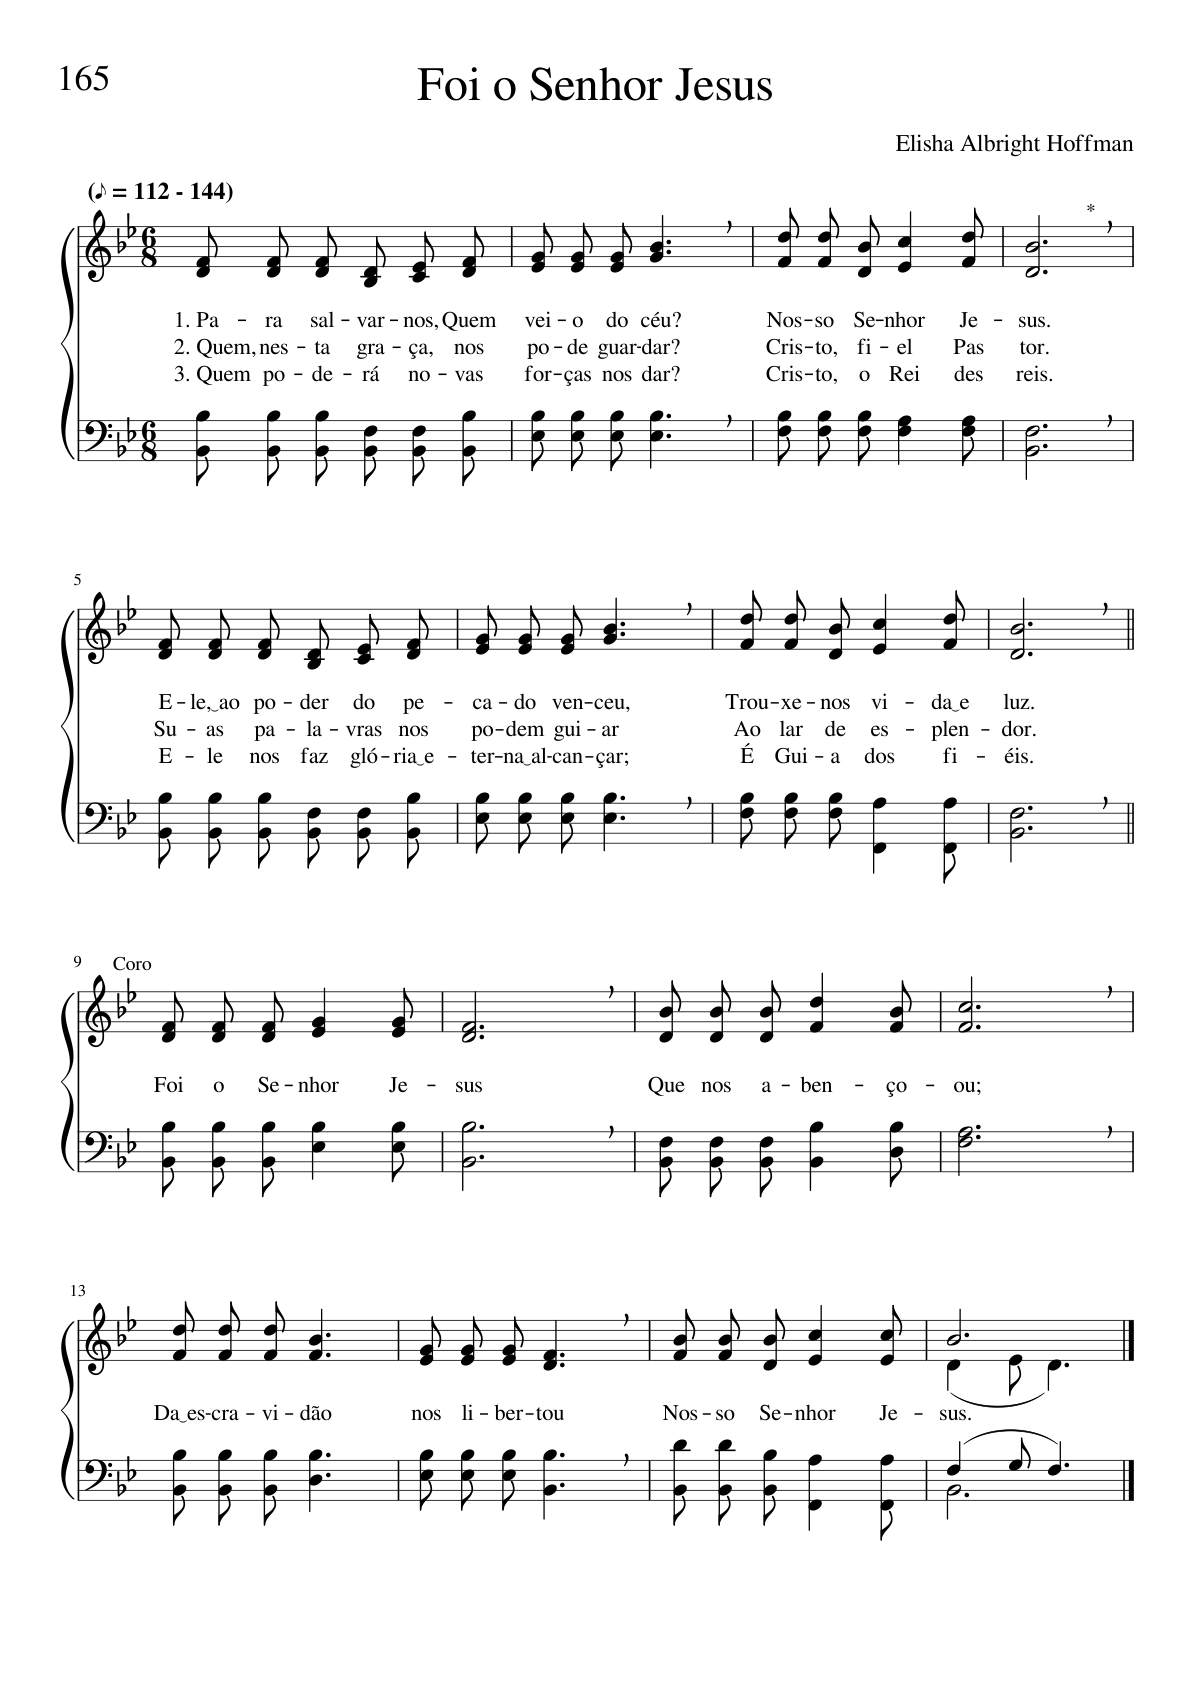 165
Foi o Senhor Jesus
Elisha Albright Hoffman
(♪ = 112 - 144)
*
1. Pa - ra sal - var - nos, Quem vei - o do céu? Nos - so Se - nhor Je - sus.
2. Quem, nes - ta gra - ça, nos po - de guar - dar? Cris - to, fi - el Pas tor.
3. Quem po - de - rá no - vas for - ças nos dar? Cris - to, o Rei des reis.
5
E - le,‿ao po - der do pe - ca - do ven - ceu, Trou - xe - nos vi - da‿e luz.
Su - as pa - la - vras nos po - dem gui - ar Ao lar de es - plen - dor.
E - le nos faz gló - ria‿e - ter - na‿al - can - çar; É Gui - a dos fi - éis.
9 Coro
Foi o Se - nhor Je - sus Que nos a - ben - ço - ou;
13
Da‿es - cra - vi - dão nos li - ber - tou Nos - so Se - nhor Je - sus.